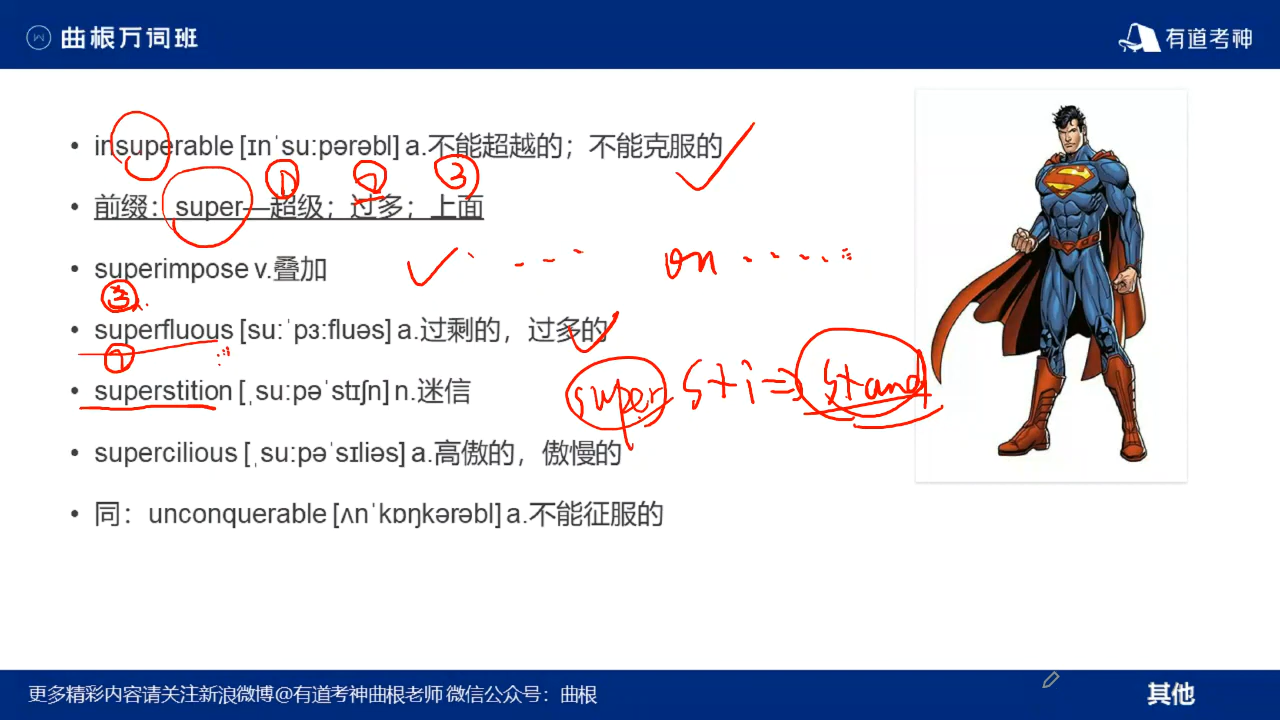 曲根万词班
有道考神
insuperable [ɪnˈsuːpərəbl] a.不能超越的；不能克服的
① ② ③
前缀：super—超级；过多；上面
superimpose v.叠加
on
③
superfluous [suːˈpɜːfluəs] a.过剩的，过多的
superstition [ˌsuːpəˈstɪʃn] n.迷信
super sti => stand
supercilious [ˌsuːpəˈsɪliəs] a.高傲的，傲慢的
同：unconquerable [ʌnˈkɒŋkərəbl] a.不能征服的
更多精彩内容请关注新浪微博@有道考神曲根老师 微信公众号：曲根
其他